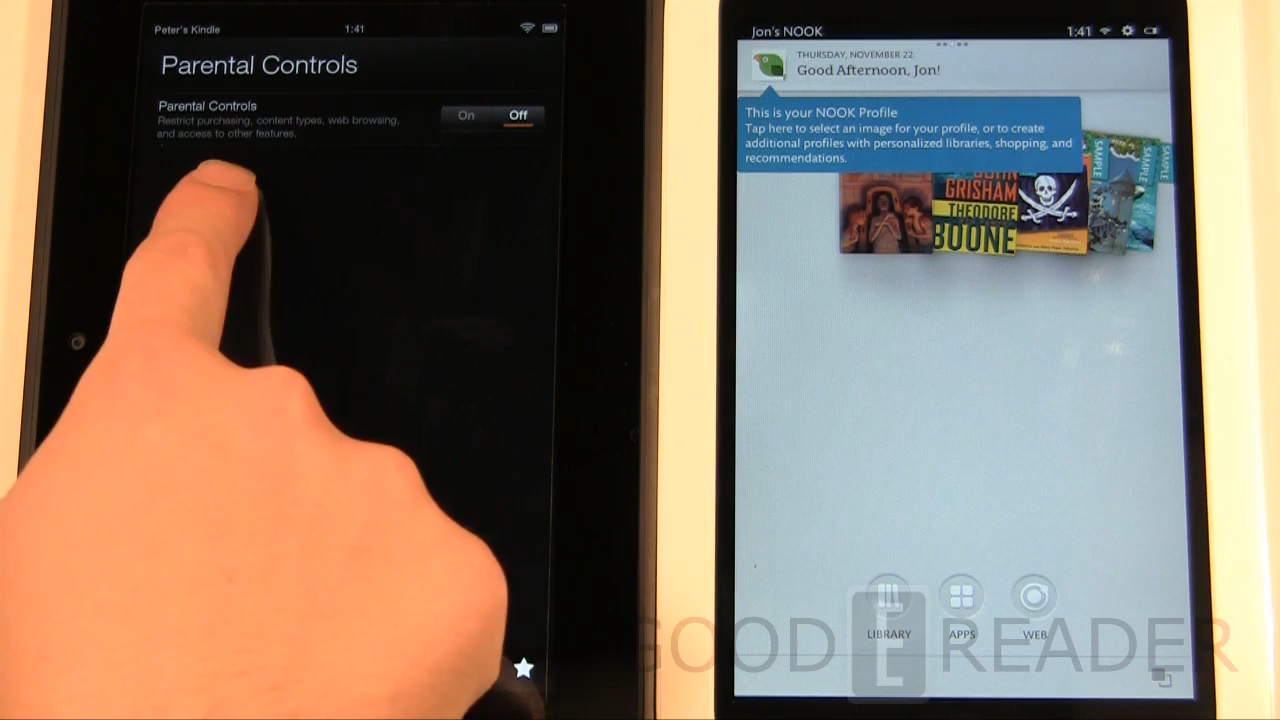 Peter's Kindle
1:41
Parental Controls
Parental Controls
Restrict purchasing, content types, web browsing,
and access to other features.
On
Off
Jon's NOOK
1:41
THURSDAY, NOVEMBER 22
Good Afternoon, Jon!
This is your NOOK Profile
Tap here to select an image for your profile, or to create
additional profiles with personalized libraries, shopping, and
recommendations.
SAMPLE
SAMPLE
JOHN
GRISHAM
THEODORE
BOONE
LIBRARY
APPS
WEB
GOOD E READER